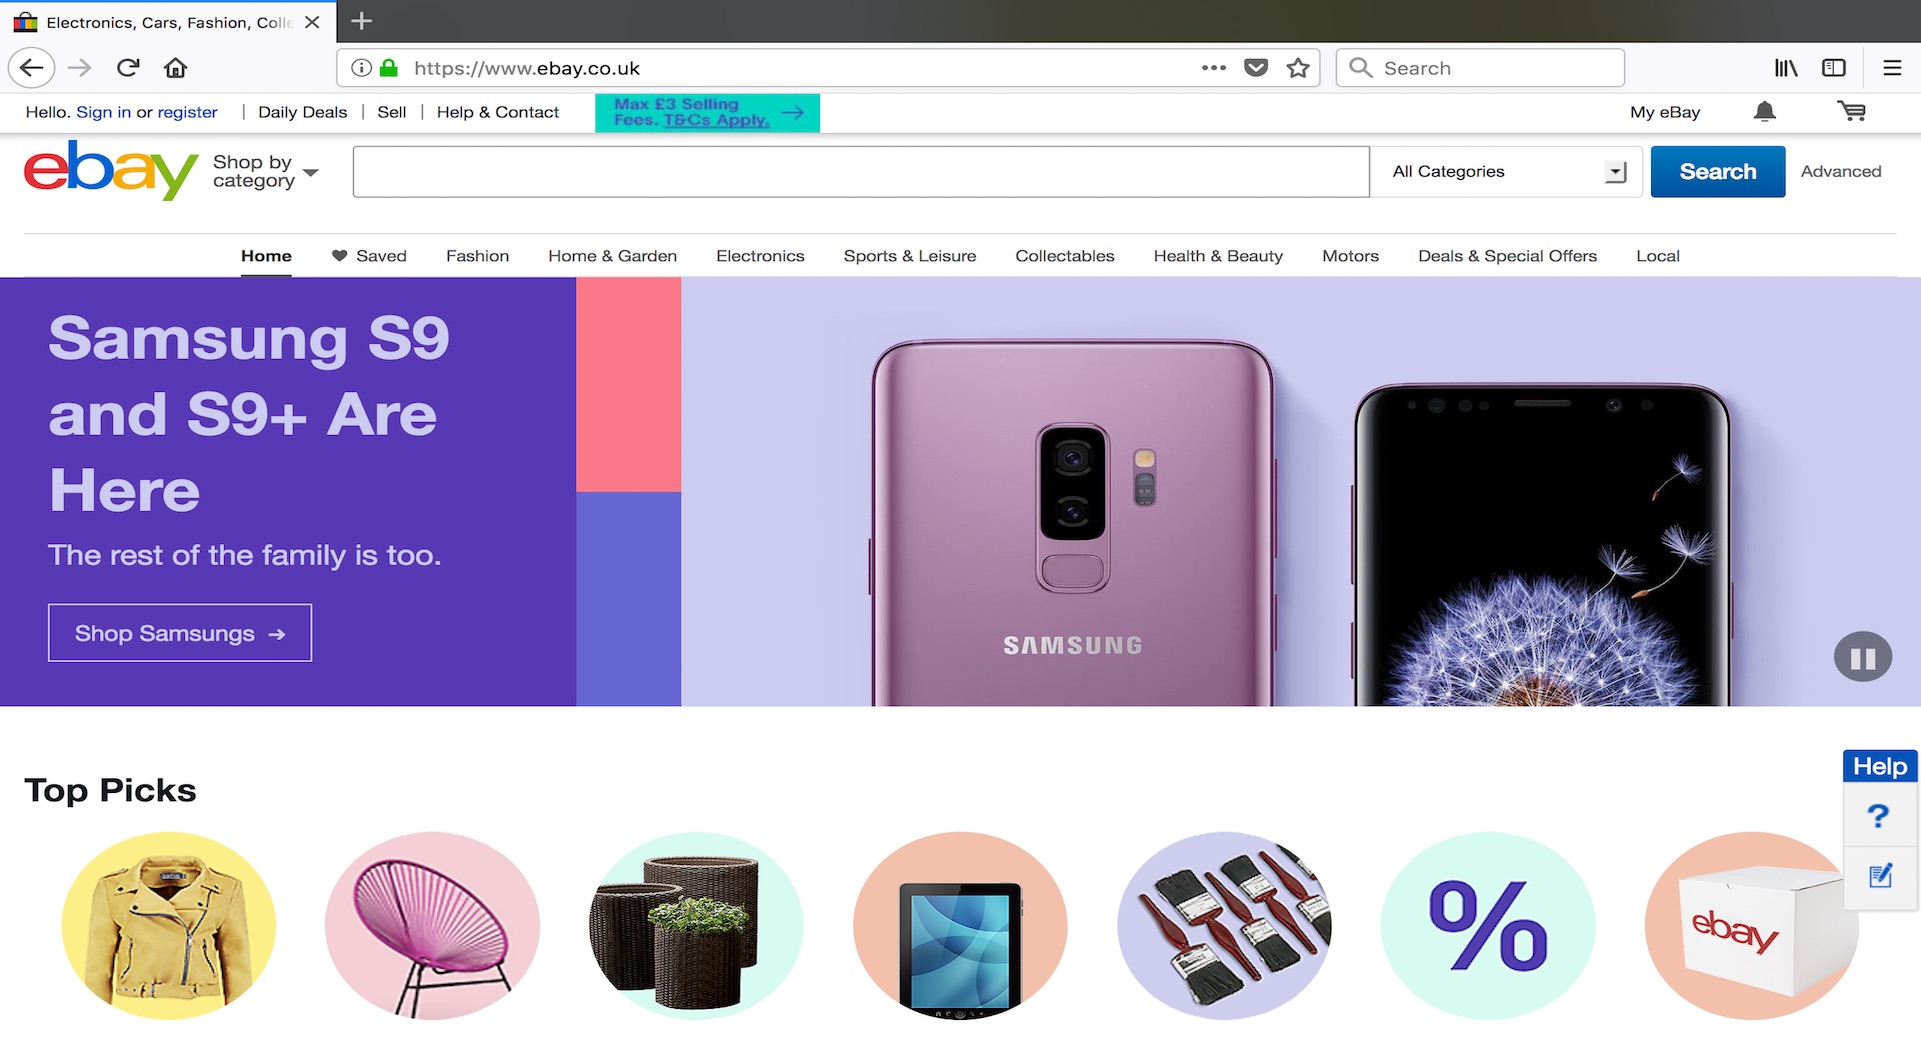 Electronics, Cars, Fashion, Colle
https://www.ebay.co.uk
Search
Hello. Sign in or register | Daily Deals | Sell | Help & Contact
Max £3 Selling
Fees. T&Cs Apply.
My eBay
ebay
Shop by
category
All Categories
Search
Advanced
Home
Saved
Fashion
Home & Garden
Electronics
Sports & Leisure
Collectables
Health & Beauty
Motors
Deals & Special Offers
Local
Samsung S9
and S9+ Are
Here
The rest of the family is too.
Shop Samsungs
SAMSUNG
Help
?
Top Picks
%
ebay